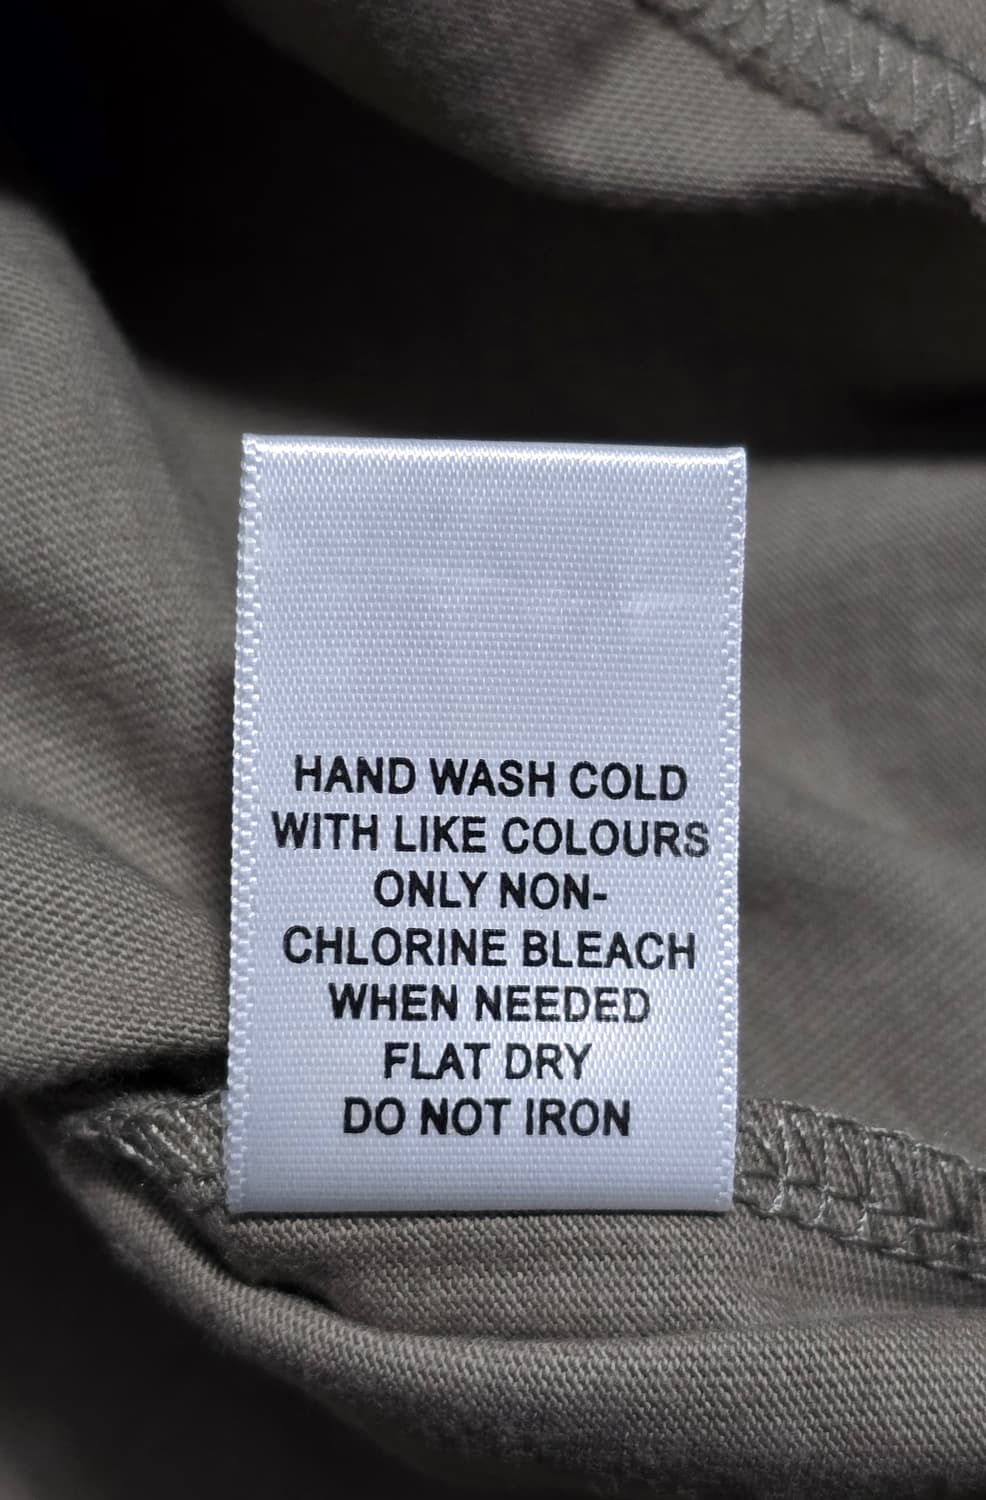 HAND WASH COLD
WITH LIKE COLOURS
ONLY NON-
CHLORINE BLEACH
WHEN NEEDED
FLAT DRY
DO NOT IRON